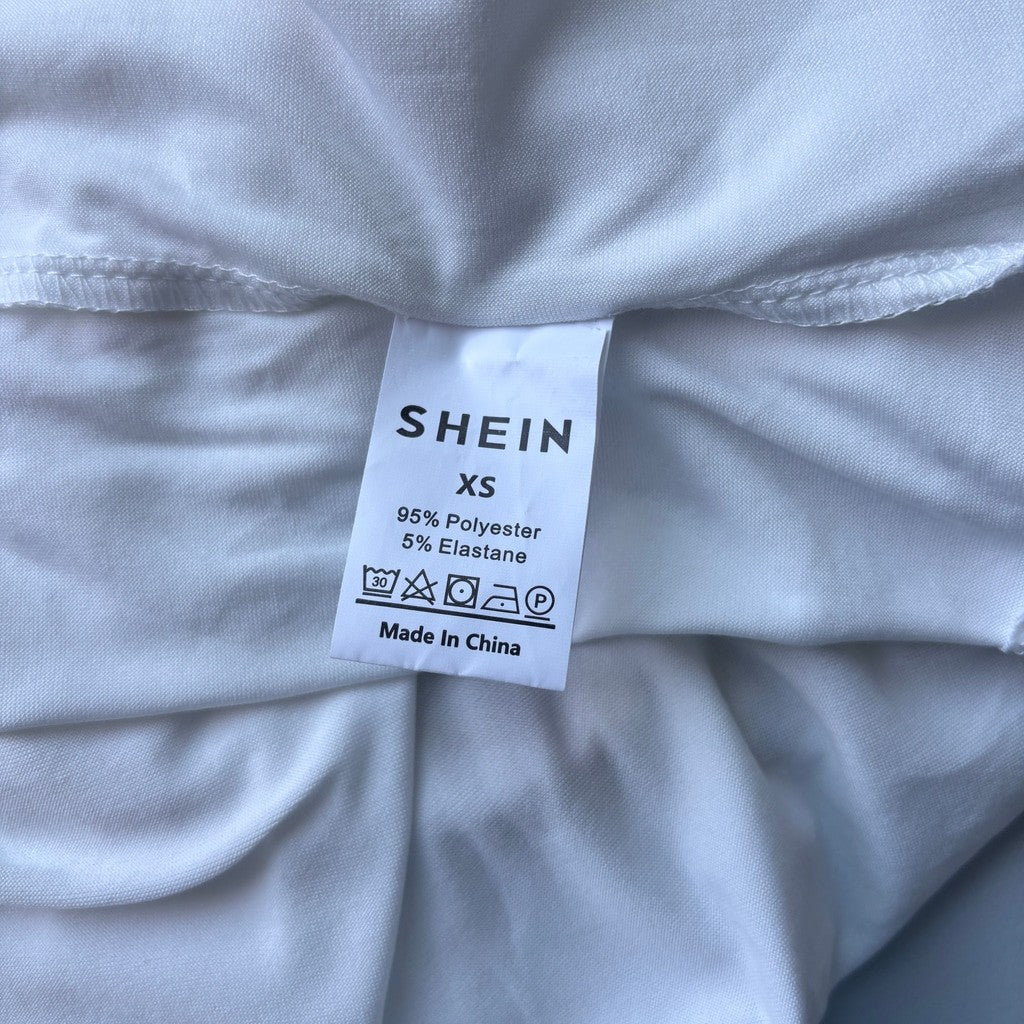 SHEIN
XS
95% Polyester
5% Elastane
30 P
Made In China